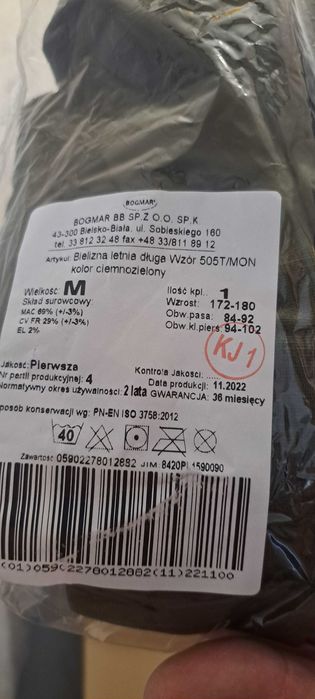 BOGMAR
BOGMAR BB SP.Z O.O. SP.K
43-300 Bielsko-Biała, ul. Sobieskiego 160
tel. 33 812 32 48 fax +48 33/811 89 12
Artykuł: Bielizna letnia długa Wzór 505T/MON
kolor ciemnozielony
Wielkość: M Ilość kpl. 1
Skład surowcowy: Wzrost: 172-180
MAC 69% (+/-3%) Obw.pasa: 84-92
CV FR 29% (+/-3%) Obw.kl.piers: 94-102
EL 2%
KJ 1
Jakość: Pierwsza Kontrola Jakości: .....
Nr partii produkcyjnej: 4 Data produkcji: 11.2022
Normatywny okres używalności: 2 lata GWARANCJA: 36 miesięcy
posób konserwacji wg: PN-EN ISO 3758:2012
40
Zawartość 05902278012882 JIM: 8420PL1590090
(01)05902278012882(11)221100